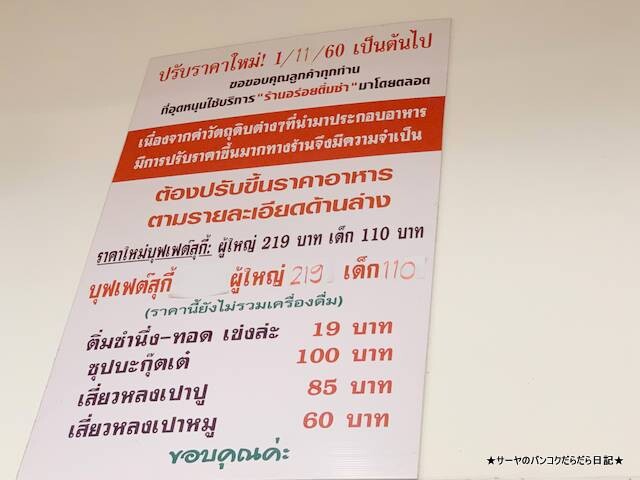 ปรับราคาใหม่! 1/11/60 เป็นต้นไป
ขอขอบคุณลูกค้าทุกท่าน
ที่อุดหนุนใช้บริการ "ร้านอร่อยติ่มซำ" มาโดยตลอด
เนื่องจากค่าวัตถุดิบต่างๆที่นำมาประกอบอาหาร
มีการปรับราคาขึ้นมากทางร้านจึงมีความจำเป็น
ต้องปรับขึ้นราคาอาหาร
ตามรายละเอียดด้านล่าง
ราคาใหม่บุฟเฟต์สุกี้: ผู้ใหญ่ 219 บาท เด็ก 110 บาท
บุฟเฟต์สุกี้ ผู้ใหญ่ 219 เด็ก 110
(ราคานี้ยังไม่รวมเครื่องดื่ม)
ติ่มซำนึ่ง-ทอด เข่งล่ะ 19 บาท
ซุปบะกุ๊ดเต๋ 100 บาท
เสี่ยวหลงเปาปู 85 บาท
เสี่ยวหลงเปาหมู 60 บาท
ขอบคุณค่ะ
★サーヤのバンコクだらだら日記★